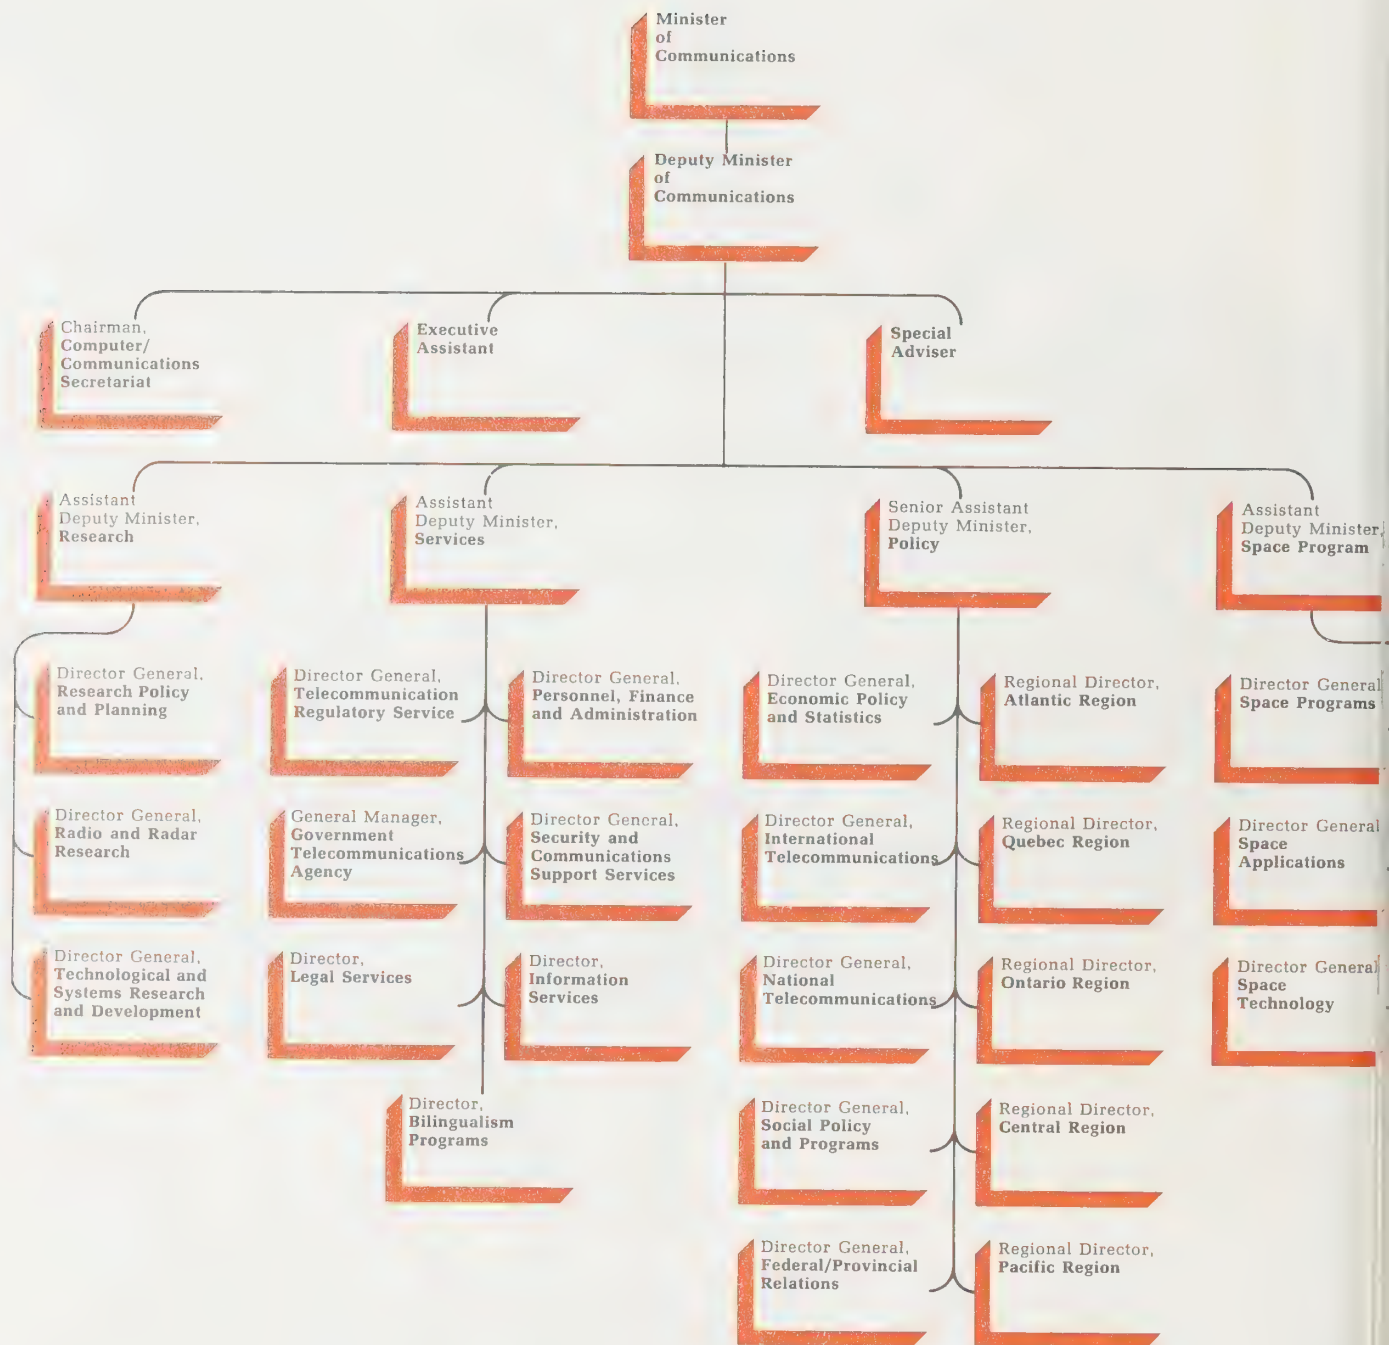 Minister
of
Communications
Deputy Minister
of
Communications
Chairman,
Computer/
Communications
Secretariat
Executive
Assistant
Special
Adviser
Assistant
Deputy Minister,
Research
Assistant
Deputy Minister,
Services
Senior Assistant
Deputy Minister,
Policy
Assistant
Deputy Minister,
Space Program
Director General,
Research Policy
and Planning
Director General,
Telecommunication
Regulatory Service
Director General,
Personnel, Finance
and Administration
Director General,
Economic Policy
and Statistics
Regional Director,
Atlantic Region
Director General
Space Programs
Director General,
Radio and Radar
Research
General Manager,
Government
Telecommunications
Agency
Director General,
Security and
Communications
Support Services
Director General,
International
Telecommunications
Regional Director,
Quebec Region
Director General
Space
Applications
Director General,
Technological and
Systems Research
and Development
Director,
Legal Services
Director,
Information
Services
Director General,
National
Telecommunications
Regional Director,
Ontario Region
Director General
Space
Technology
Director,
Bilingualism
Programs
Director General,
Social Policy
and Programs
Regional Director,
Central Region
Director General,
Federal/Provincial
Relations
Regional Director,
Pacific Region